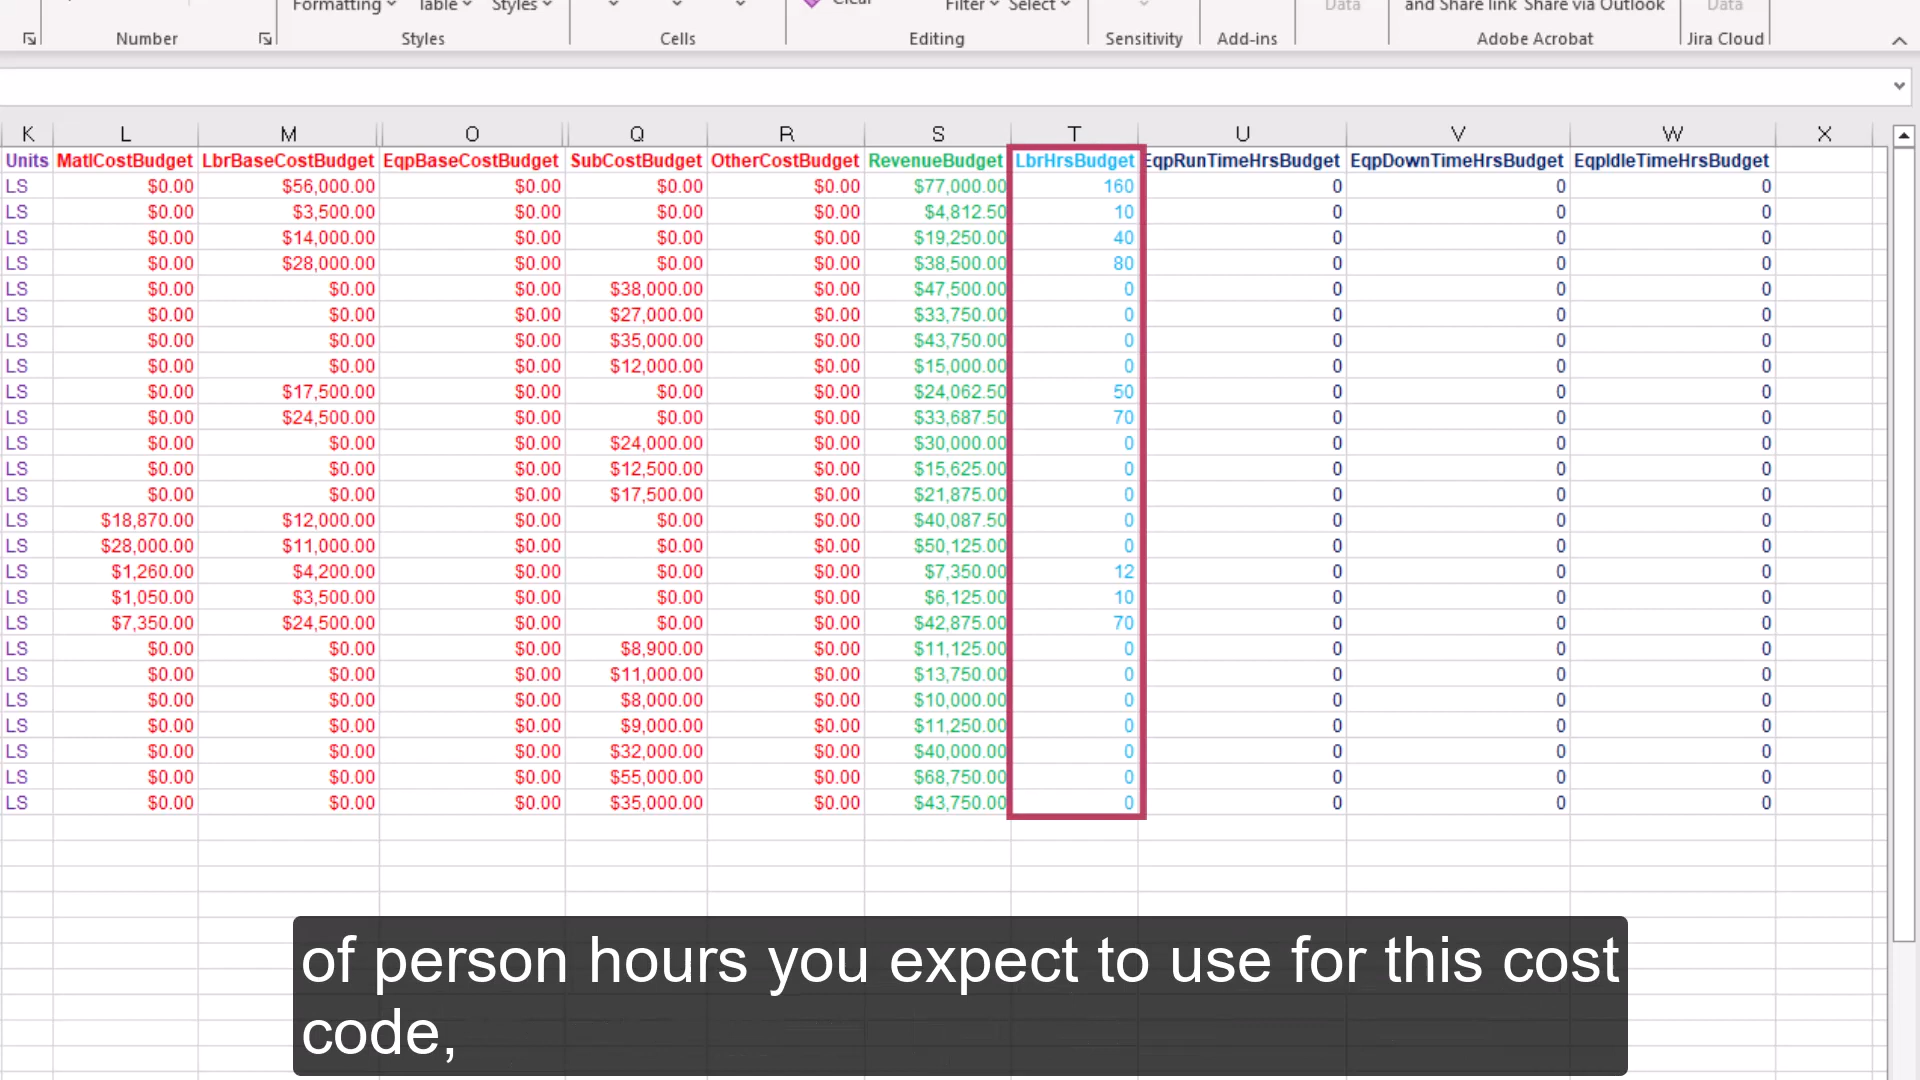 Formatting Table Styles Clear Filter Select Data and Share link Share via Outlook Data
Number Styles Cells Editing Sensitivity Add-ins Adobe Acrobat Jira Cloud
K L M O Q R S T U V W X
Units MatlCostBudget LbrBaseCostBudget EqpBaseCostBudget SubCostBudget OtherCostBudget RevenueBudget LbrHrsBudget EqpRunTimeHrsBudget EqpDownTimeHrsBudget EqpIdleTimeHrsBudget
LS $0.00 $56,000.00 $0.00 $0.00 $0.00 $77,000.00 160 0 0 0
LS $0.00 $3,500.00 $0.00 $0.00 $0.00 $4,812.50 10 0 0 0
LS $0.00 $14,000.00 $0.00 $0.00 $0.00 $19,250.00 40 0 0 0
LS $0.00 $28,000.00 $0.00 $0.00 $0.00 $38,500.00 80 0 0 0
LS $0.00 $0.00 $0.00 $38,000.00 $0.00 $47,500.00 0 0 0 0
LS $0.00 $0.00 $0.00 $27,000.00 $0.00 $33,750.00 0 0 0 0
LS $0.00 $0.00 $0.00 $35,000.00 $0.00 $43,750.00 0 0 0 0
LS $0.00 $0.00 $0.00 $12,000.00 $0.00 $15,000.00 0 0 0 0
LS $0.00 $17,500.00 $0.00 $0.00 $0.00 $24,062.50 50 0 0 0
LS $0.00 $24,500.00 $0.00 $0.00 $0.00 $33,687.50 70 0 0 0
LS $0.00 $0.00 $0.00 $24,000.00 $0.00 $30,000.00 0 0 0 0
LS $0.00 $0.00 $0.00 $12,500.00 $0.00 $15,625.00 0 0 0 0
LS $0.00 $0.00 $0.00 $17,500.00 $0.00 $21,875.00 0 0 0 0
LS $18,870.00 $12,000.00 $0.00 $0.00 $0.00 $40,087.50 0 0 0 0
LS $28,000.00 $11,000.00 $0.00 $0.00 $0.00 $50,125.00 0 0 0 0
LS $1,260.00 $4,200.00 $0.00 $0.00 $0.00 $7,350.00 12 0 0 0
LS $1,050.00 $3,500.00 $0.00 $0.00 $0.00 $6,125.00 10 0 0 0
LS $7,350.00 $24,500.00 $0.00 $0.00 $0.00 $42,875.00 70 0 0 0
LS $0.00 $0.00 $0.00 $8,900.00 $0.00 $11,125.00 0 0 0 0
LS $0.00 $0.00 $0.00 $11,000.00 $0.00 $13,750.00 0 0 0 0
LS $0.00 $0.00 $0.00 $8,000.00 $0.00 $10,000.00 0 0 0 0
LS $0.00 $0.00 $0.00 $9,000.00 $0.00 $11,250.00 0 0 0 0
LS $0.00 $0.00 $0.00 $32,000.00 $0.00 $40,000.00 0 0 0 0
LS $0.00 $0.00 $0.00 $55,000.00 $0.00 $68,750.00 0 0 0 0
LS $0.00 $0.00 $0.00 $35,000.00 $0.00 $43,750.00 0 0 0 0
of person hours you expect to use for this cost
code,